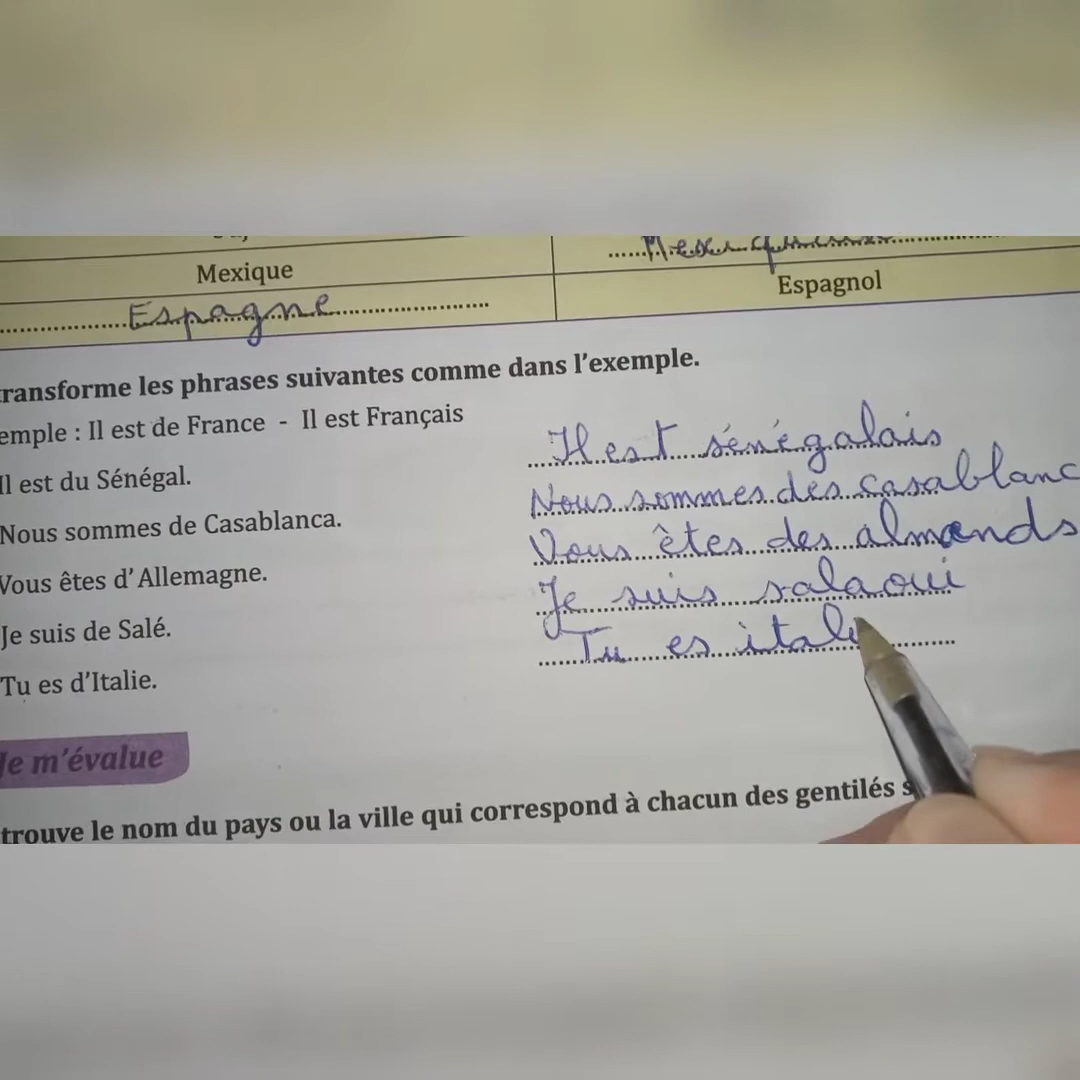 Mexique
Espagne
Espagnol
transforme les phrases suivantes comme dans l'exemple.
emple : Il est de France - Il est Français
Il est du Sénégal.
Il est sénégalais
Nous sommes de Casablanca.
Nous sommes des casablanc
Vous êtes d'Allemagne.
Vous êtes des almands
Je suis de Salé.
Je suis salaoui
Tu es d'Italie.
Tu es ital
Je m'évalue
trouve le nom du pays ou la ville qui correspond à chacun des gentilés s